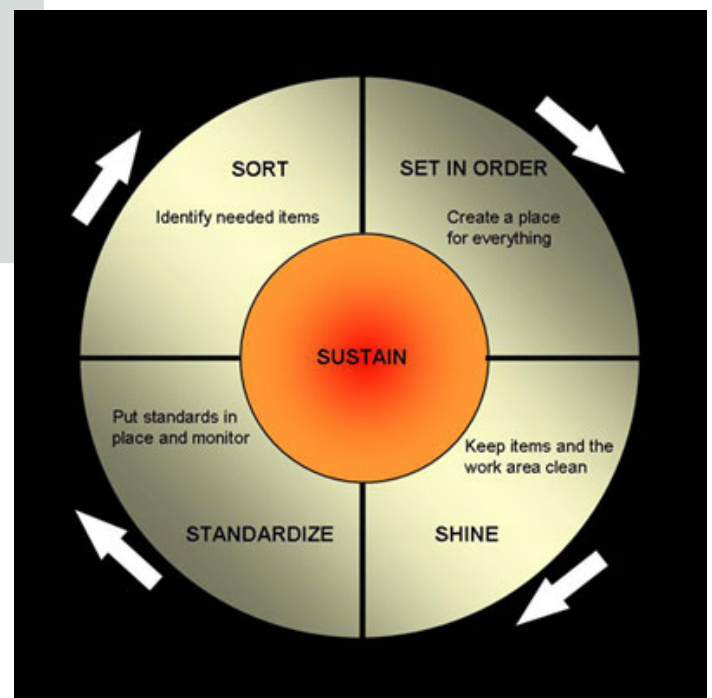 SORT
Identify needed items
SET IN ORDER
Create a place
for everything
SUSTAIN
Put standards in
place and monitor
STANDARDIZE
Keep items and the
work area clean
SHINE